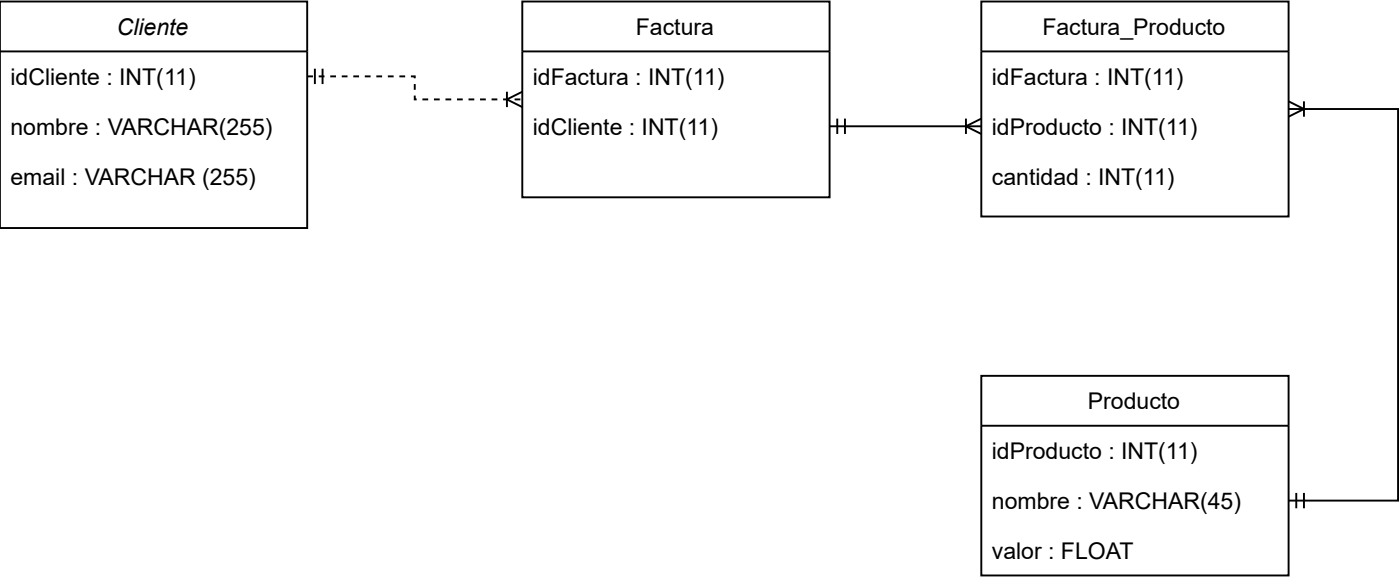 Cliente
idCliente : INT(11)
nombre : VARCHAR(255)
email : VARCHAR (255)
Factura
idFactura : INT(11)
idCliente : INT(11)
Factura_Producto
idFactura : INT(11)
idProducto : INT(11)
cantidad : INT(11)
Producto
idProducto : INT(11)
nombre : VARCHAR(45)
valor : FLOAT